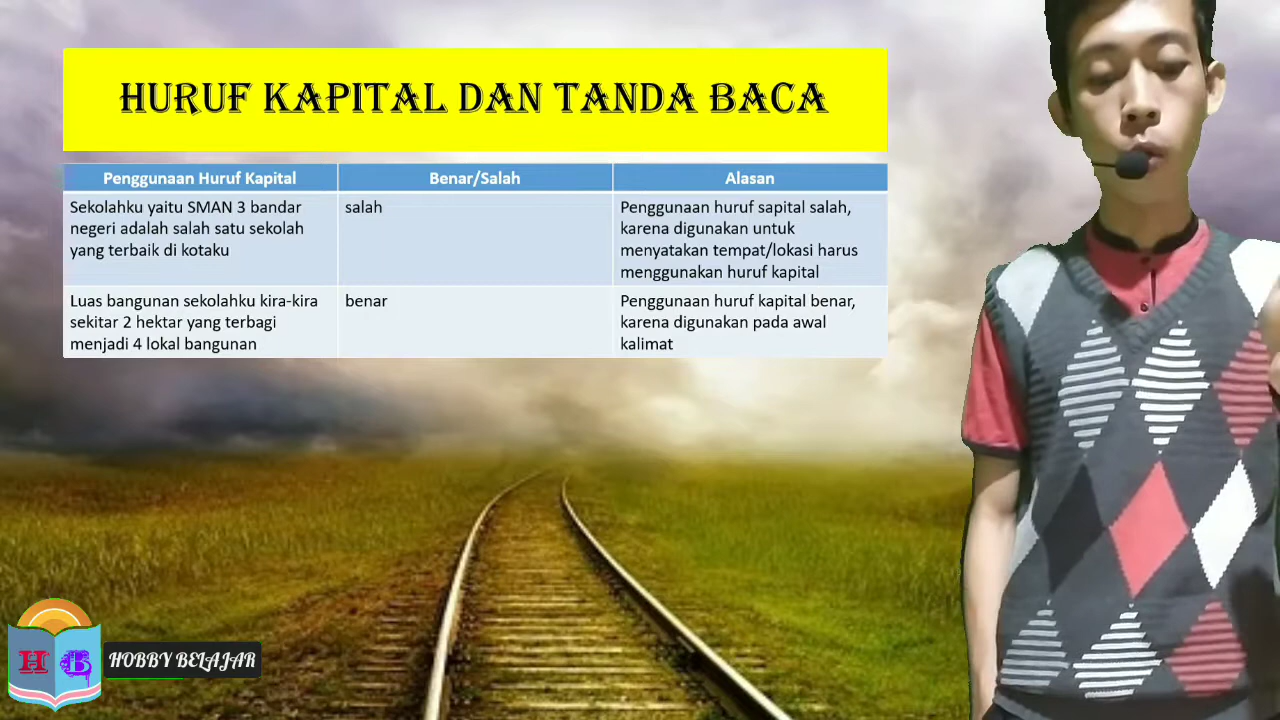 HURUF KAPITAL DAN TANDA BACA
Penggunaan Huruf Kapital
Benar/Salah
Alasan
Sekolahku yaitu SMAN 3 bandar
negeri adalah salah satu sekolah
yang terbaik di kotaku
salah
Penggunaan huruf sapital salah,
karena digunakan untuk
menyatakan tempat/lokasi harus
menggunakan huruf kapital
Luas bangunan sekolahku kira-kira
sekitar 2 hektar yang terbagi
menjadi 4 lokal bangunan
benar
Penggunaan huruf kapital benar,
karena digunakan pada awal
kalimat
H B
HOBBY BELAJAR